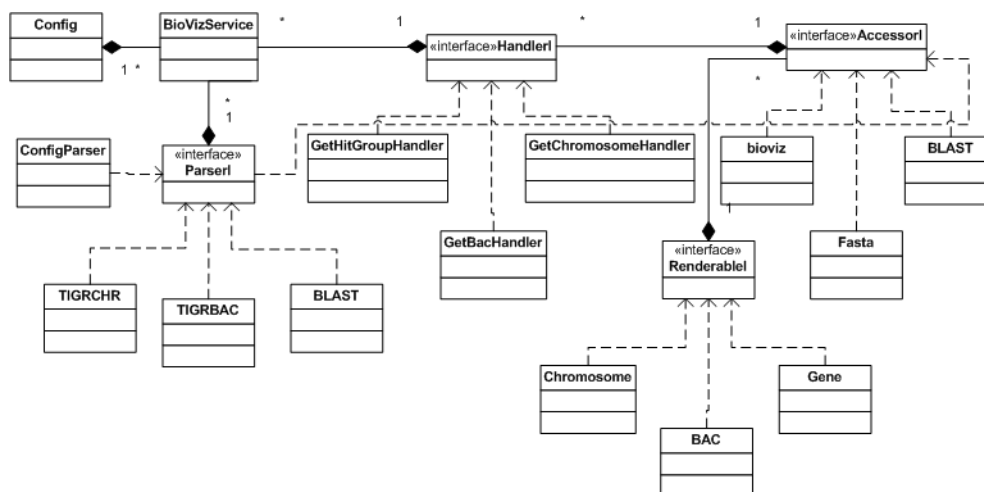 Config
BioVizService
*
1
*
1
«interface»HandlerI
«interface»AccessorI
1
*
*
*
1
ConfigParser
«interface»
ParserI
GetHitGroupHandler
GetChromosomeHandler
bioviz
BLAST
1
GetBacHandler
«interface»
RenderableI
Fasta
TIGRCHR
TIGRBAC
BLAST
Chromosome
Gene
BAC